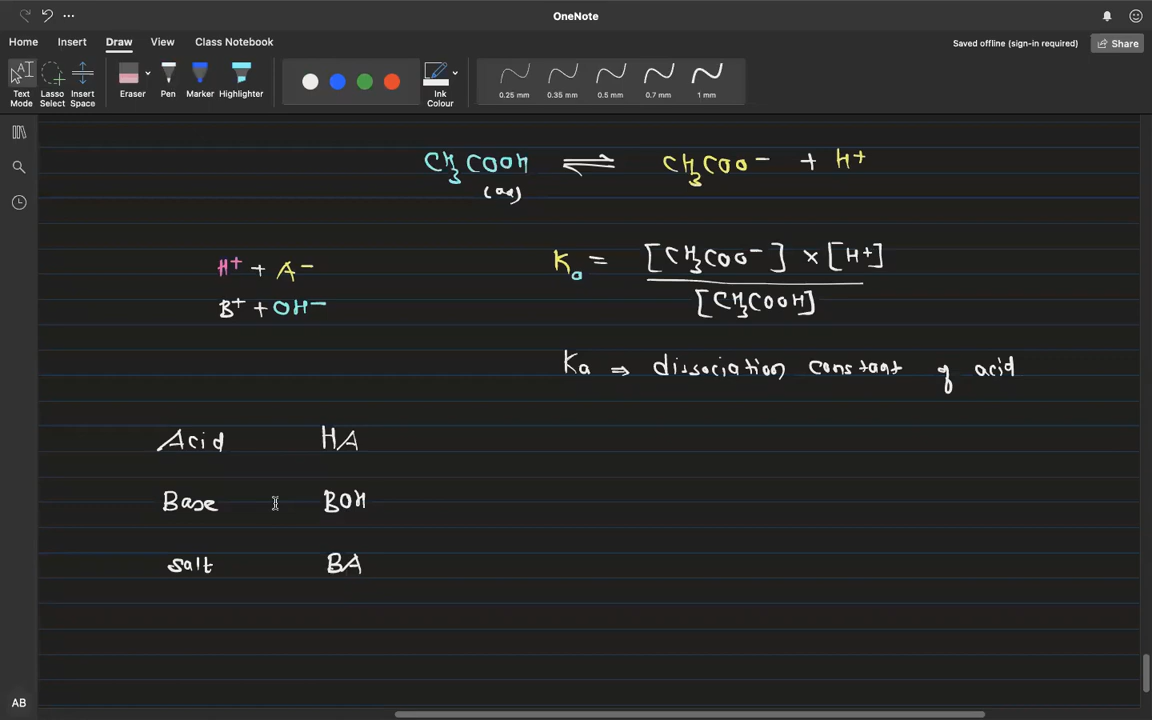 OneNote
Home Insert Draw View Class Notebook
Saved offline (sign-in required) Share
Text Mode
Lasso Select
Insert Space
Eraser
Pen
Marker
Highlighter
Ink Colour
0.25 mm 0.35 mm 0.5 mm 0.7 mm 1 mm
CH₃COOH ⇌ CH₃COO⁻ + H⁺
(aq)
H⁺ + A⁻
B⁺ + OH⁻
Ka = [CH₃COO⁻] × [H⁺]
[CH₃COOH]
Ka ⇒ dissociation constant of acid
Acid HA
Base BOH
salt BA
AB